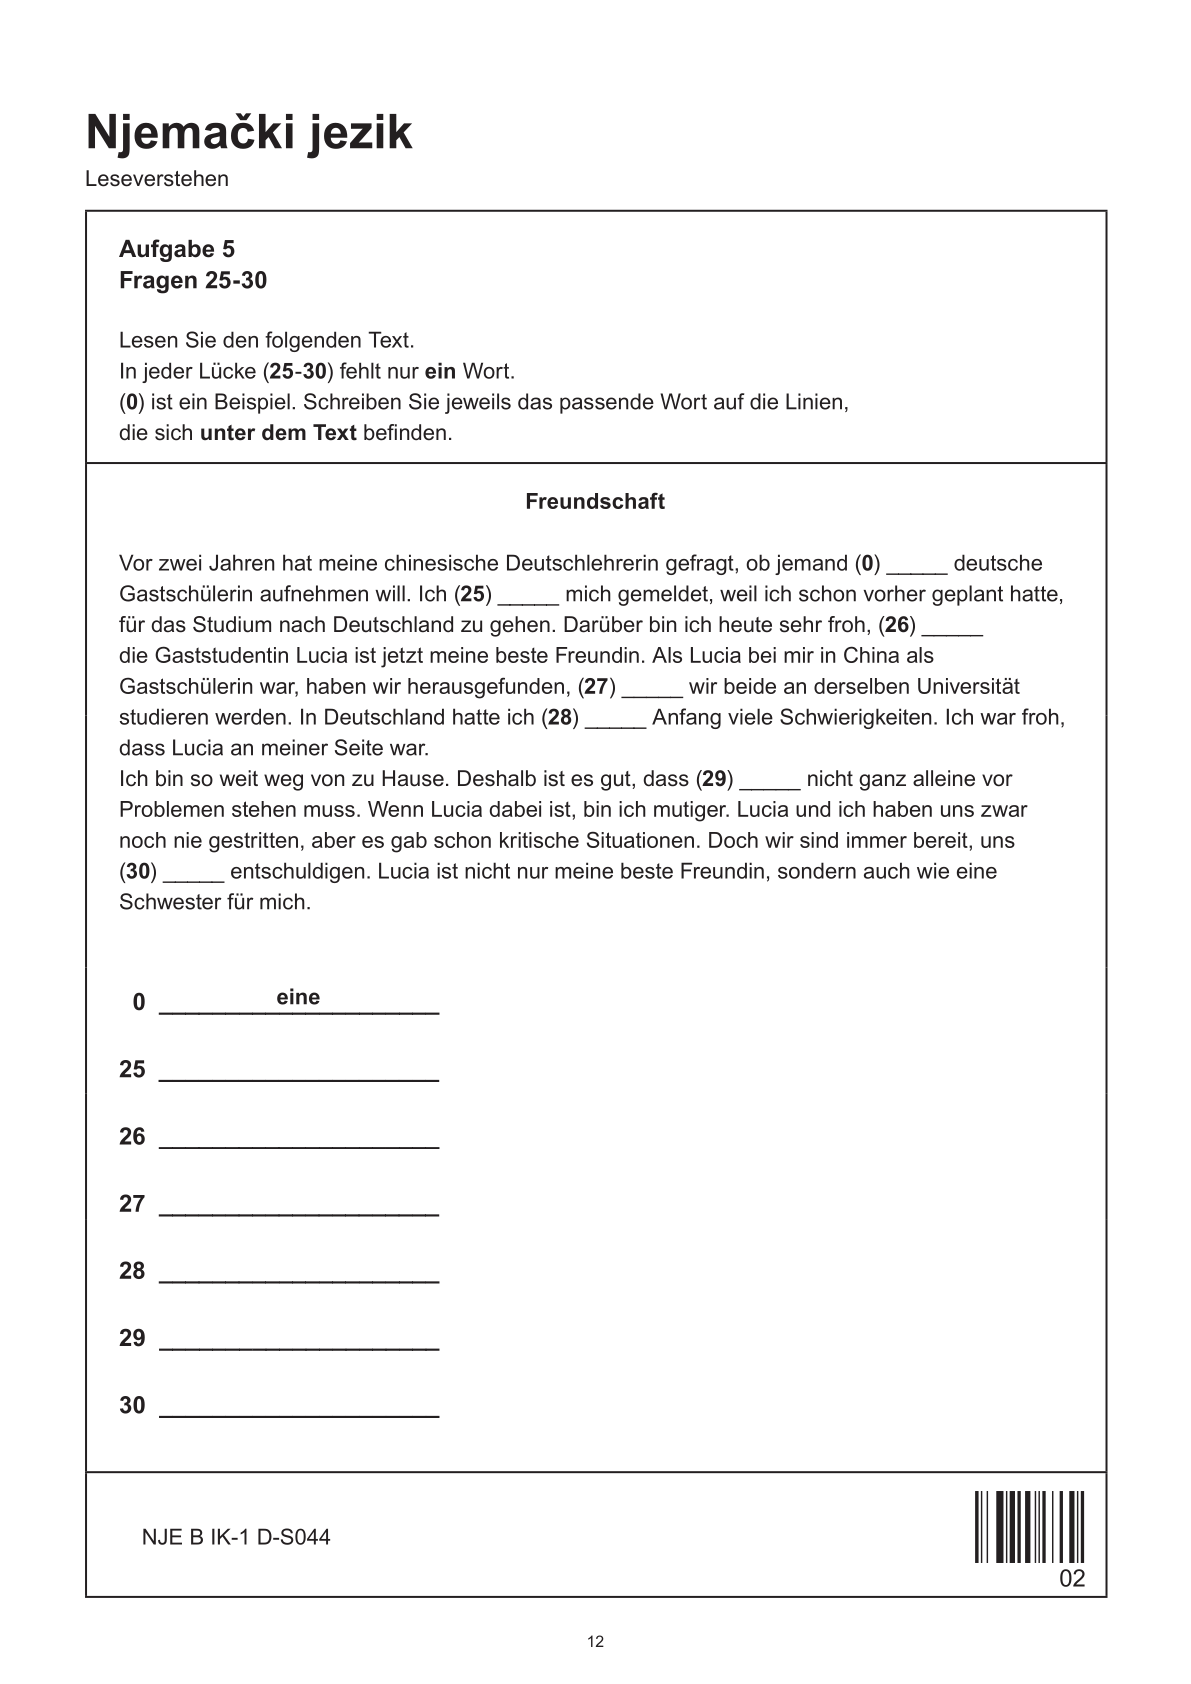 Njemački jezik
Leseverstehen
Aufgabe 5
Fragen 25-30
Lesen Sie den folgenden Text.
In jeder Lücke (25-30) fehlt nur ein Wort.
(0) ist ein Beispiel. Schreiben Sie jeweils das passende Wort auf die Linien,
die sich unter dem Text befinden.
Freundschaft
Vor zwei Jahren hat meine chinesische Deutschlehrerin gefragt, ob jemand (0) _____ deutsche
Gastschülerin aufnehmen will. Ich (25) _____ mich gemeldet, weil ich schon vorher geplant hatte,
für das Studium nach Deutschland zu gehen. Darüber bin ich heute sehr froh, (26) _____
die Gaststudentin Lucia ist jetzt meine beste Freundin. Als Lucia bei mir in China als
Gastschülerin war, haben wir herausgefunden, (27) _____ wir beide an derselben Universität
studieren werden. In Deutschland hatte ich (28) _____ Anfang viele Schwierigkeiten. Ich war froh,
dass Lucia an meiner Seite war.
Ich bin so weit weg von zu Hause. Deshalb ist es gut, dass (29) _____ nicht ganz alleine vor
Problemen stehen muss. Wenn Lucia dabei ist, bin ich mutiger. Lucia und ich haben uns zwar
noch nie gestritten, aber es gab schon kritische Situationen. Doch wir sind immer bereit, uns
(30) _____ entschuldigen. Lucia ist nicht nur meine beste Freundin, sondern auch wie eine
Schwester für mich.
0 eine
25
26
27
28
29
30
NJE B IK-1 D-S044
02
12